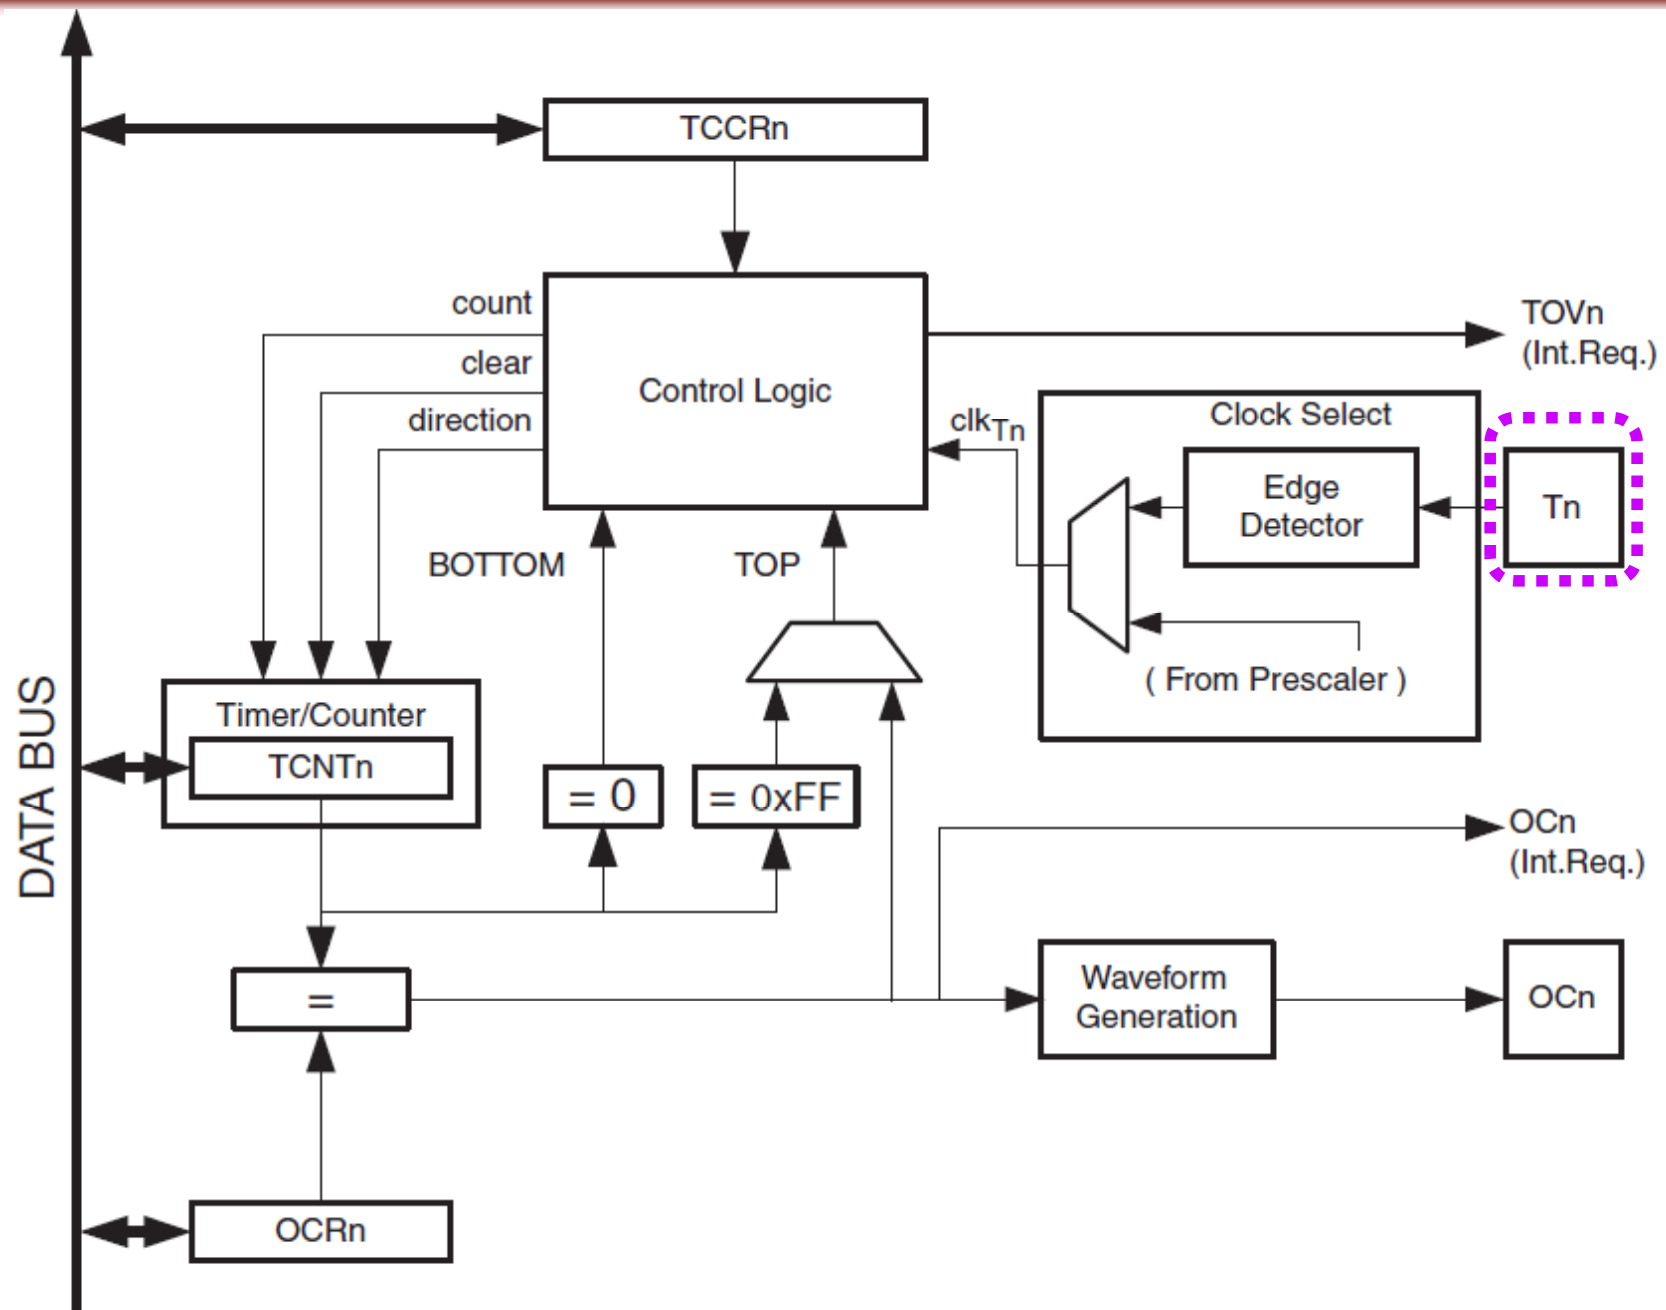 TCCRn
count
clear
direction
Control Logic
TOVn
(Int.Req.)
clkTn
Clock Select
Edge
Detector
Tn
BOTTOM
TOP
( From Prescaler )
DATA BUS
Timer/Counter
TCNTn
= 0
= 0xFF
OCn
(Int.Req.)
=
Waveform
Generation
OCn
OCRn